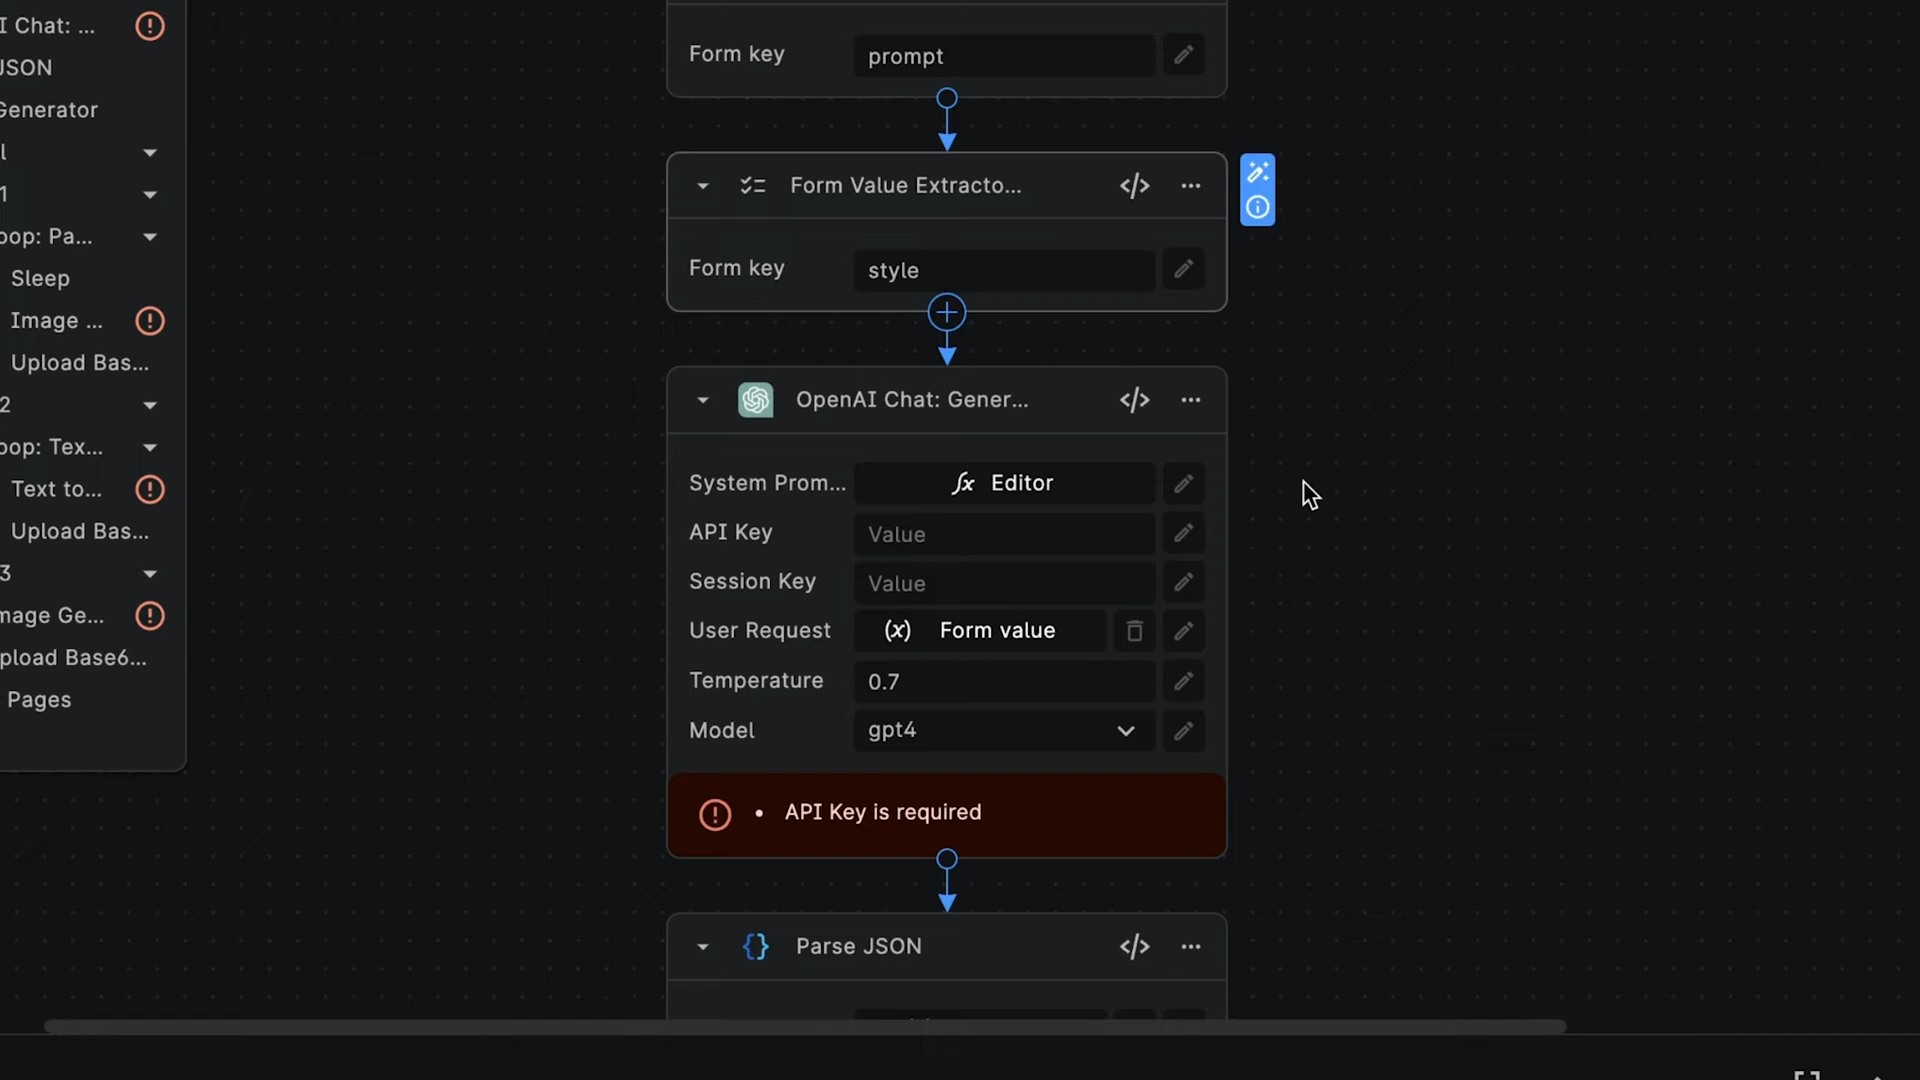 I Chat: ...
JSON
Generator
l
1
oop: Pa...
Sleep
Image ...
Upload Bas...
2
oop: Tex...
Text to...
Upload Bas...
3
mage Ge...
pload Base6...
Pages
Form key prompt
Form Value Extracto...
Form key style
OpenAI Chat: Gener...
System Prom... fx Editor
API Key Value
Session Key Value
User Request (x) Form value
Temperature 0.7
Model gpt4
• API Key is required
{} Parse JSON